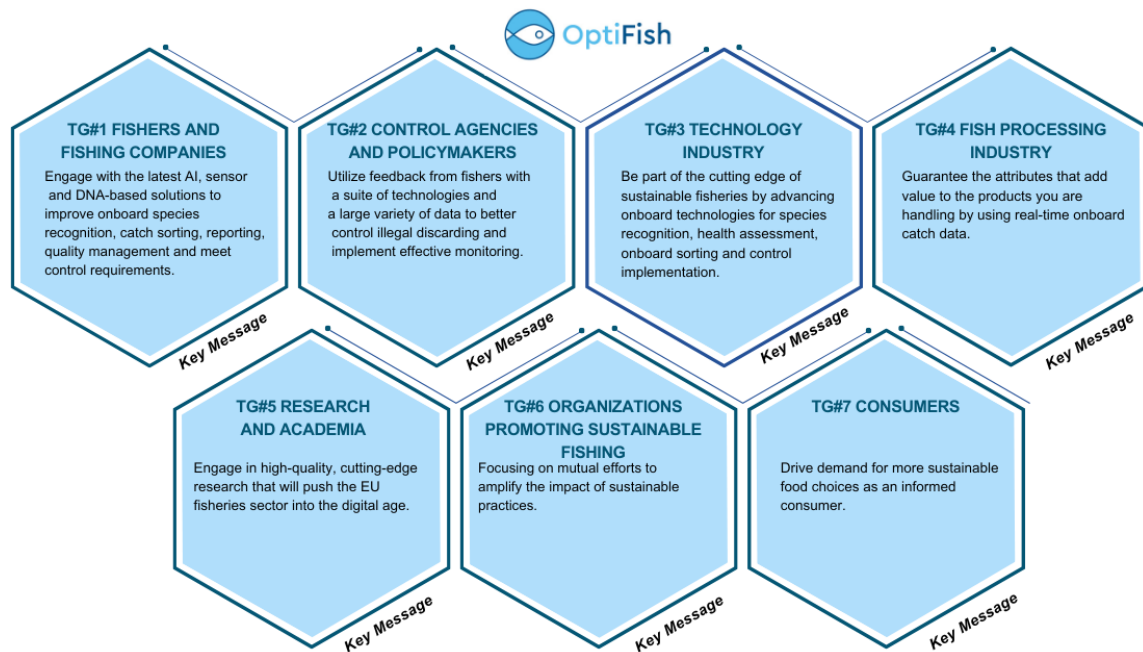 OptiFish
TG#1 FISHERS AND
FISHING COMPANIES
Engage with the latest AI, sensor
and DNA-based solutions to
improve onboard species
recognition, catch sorting, reporting,
quality management and meet
control requirements.
Key Message
TG#2 CONTROL AGENCIES
AND POLICYMAKERS
Utilize feedback from fishers with
a suite of technologies and
a large variety of data to better
control illegal discarding and
implement effective monitoring.
Key Message
TG#3 TECHNOLOGY
INDUSTRY
Be part of the cutting edge of
sustainable fisheries by advancing
onboard technologies for species
recognition, health assessment,
onboard sorting and control
implementation.
Key Message
TG#4 FISH PROCESSING
INDUSTRY
Guarantee the attributes that add
value to the products you are
handling by using real-time onboard
catch data.
Key Message
TG#5 RESEARCH
AND ACADEMIA
Engage in high-quality, cutting-edge
research that will push the EU
fisheries sector into the digital age.
Key Message
TG#6 ORGANIZATIONS
PROMOTING SUSTAINABLE
FISHING
Focusing on mutual efforts to
amplify the impact of sustainable
practices.
Key Message
TG#7 CONSUMERS
Drive demand for more sustainable
food choices as an informed
consumer.
Key Message